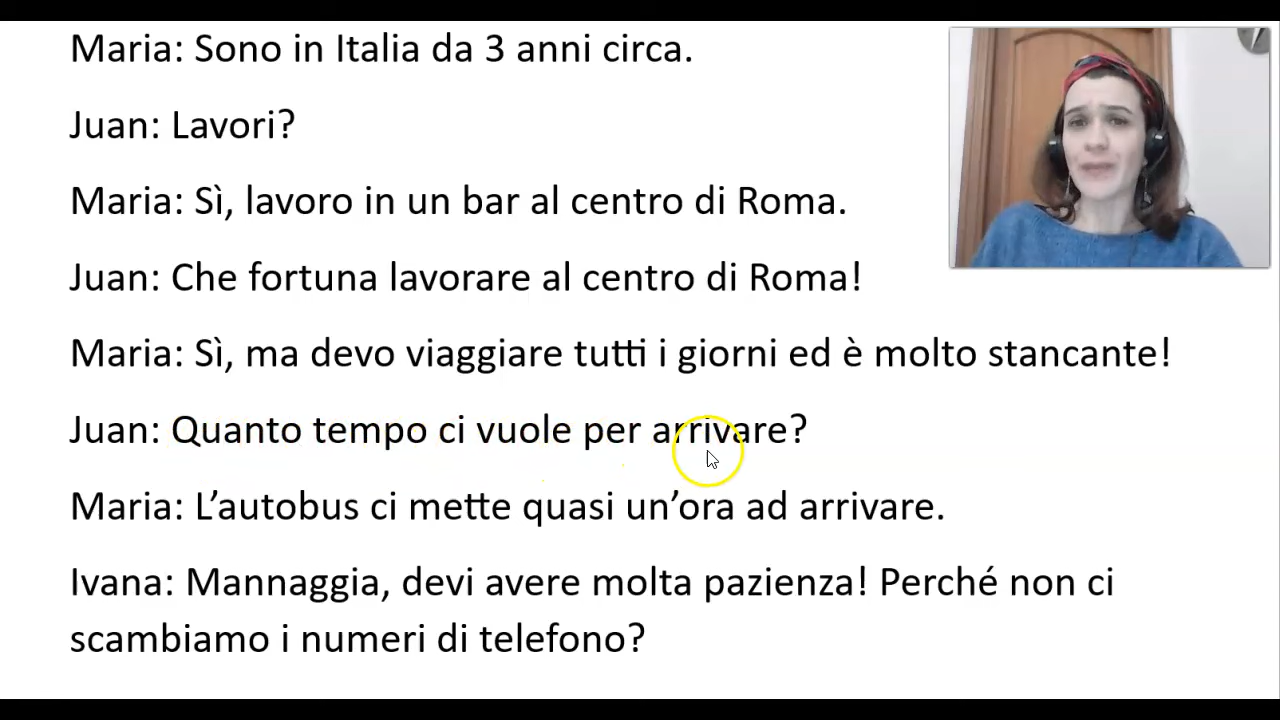 Maria: Sono in Italia da 3 anni circa.
Juan: Lavori?
Maria: Sì, lavoro in un bar al centro di Roma.
Juan: Che fortuna lavorare al centro di Roma!
Maria: Sì, ma devo viaggiare tutti i giorni ed è molto stancante!
Juan: Quanto tempo ci vuole per arrivare?
Maria: L’autobus ci mette quasi un’ora ad arrivare.
Ivana: Mannaggia, devi avere molta pazienza! Perché non ci
scambiamo i numeri di telefono?